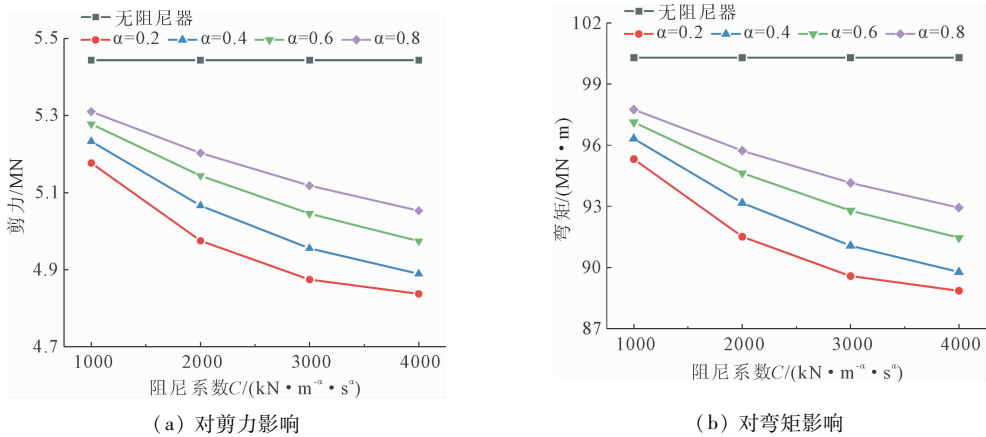 无阻尼器
α=0.2 α=0.4 α=0.6 α=0.8
5.5
5.3
5.1
4.9
4.7
剪力/MN
1000 2000 3000 4000
阻尼系数C/(kN·m⁻ᵅ·sᵅ)
(a) 对剪力影响
无阻尼器
α=0.2 α=0.4 α=0.6 α=0.8
102
99
96
93
90
87
弯矩/(MN·m)
1000 2000 3000 4000
阻尼系数C/(kN·m⁻ᵅ·sᵅ)
(b) 对弯矩影响